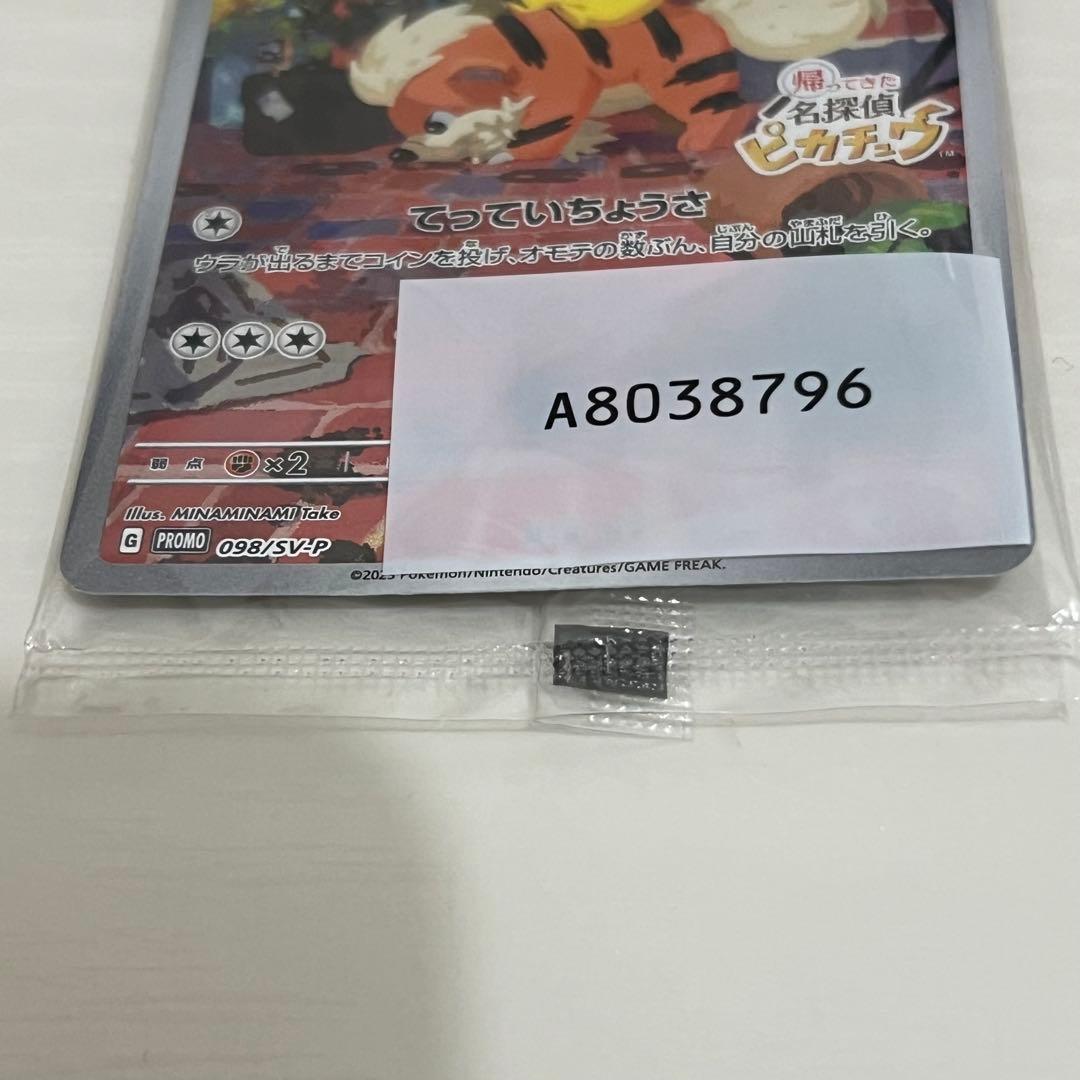 帰ってきた
名探偵
ピカチュウ
TM
てっていちょうさ
ウラが出るまでコインを投げ、オモテの数ぶん、自分の山札を引く。
A8038796
弱点 ×2
Illus. MINAMINAMI Take
G PROMO 098/SV-P
©2023 Pokémon/Nintendo/Creatures/GAME FREAK.